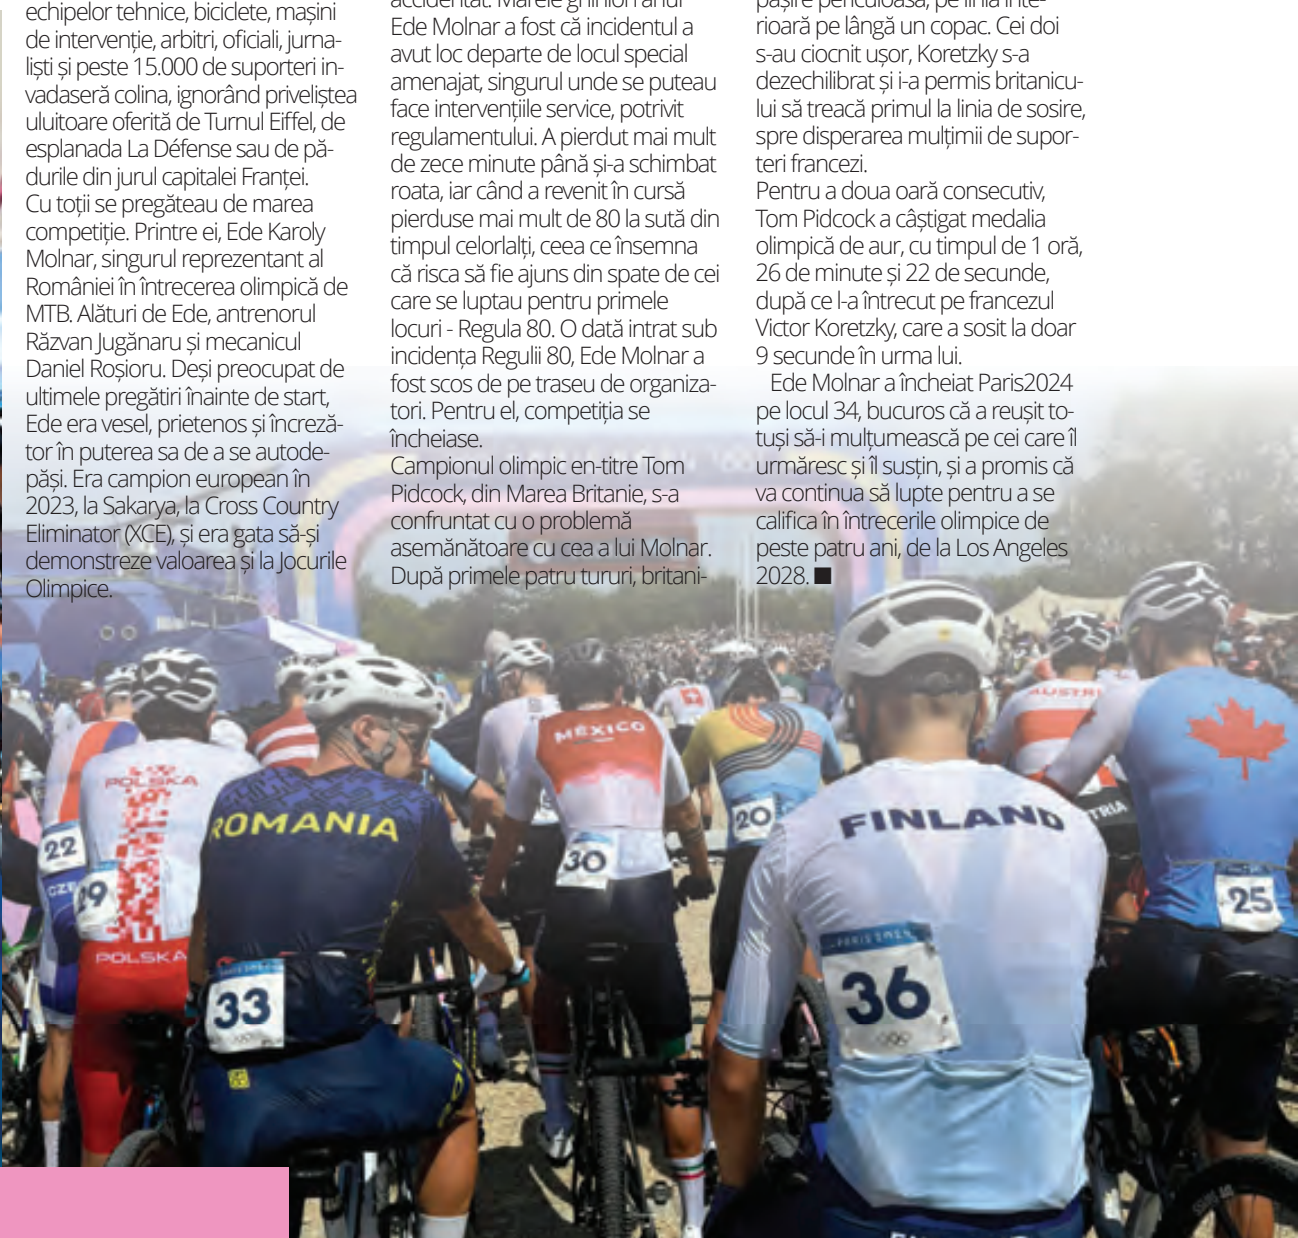 echipelor tehnice, biciclete, mașini
de intervenție, arbitri, oficiali, jurna-
liști și peste 15.000 de suporteri in-
vadaseră colina, ignorând priveliștea
uluitoare oferită de Turnul Eiffel, de
esplanada La Défense sau de pă-
durile din jurul capitalei Franței.
Cu toții se pregăteau de marea
competiție. Printre ei, Ede Karoly
Molnar, singurul reprezentant al
României în întrecerea olimpică de
MTB. Alături de Ede, antrenorul
Răzvan Jugănaru și mecanicul
Daniel Roșioru. Deși preocupat de
ultimele pregătiri înainte de start,
Ede era vesel, prietenos și încreză-
tor în puterea sa de a se autode-
păși. Era campion european în
2023, la Sakarya, la Cross Country
Eliminator (XCE), și era gata să-și
demonstreze valoarea și la Jocurile
Olimpice.
accidentat. Marele ghinion
Ede Molnar a fost că incidentul a
avut loc departe de locul special
amenajat, singurul unde se puteau
face intervențiile service, potrivit
regulamentului. A pierdut mai mult
de zece minute până și-a schimbat
roata, iar când a revenit în cursă
pierduse mai mult de 80 la sută din
timpul celorlalți, ceea ce însemna
că risca să fie ajuns din spate de cei
care se luptau pentru primele
locuri - Regula 80. O dată intrat sub
incidența Regulii 80, Ede Molnar a
fost scos de pe traseu de organiza-
tori. Pentru el, competiția se
încheiase.
Campionul olimpic en-titre Tom
Pidcock, din Marea Britanie, s-a
confruntat cu o problemă
asemănătoare cu cea a lui Molnar.
După primele patru tururi, britani-
pășire periculoasă, pe linia inte-
rioară pe lângă un copac. Cei doi
s-au ciocnit ușor, Koretzky s-a
dezechilibrat și i-a permis britanicu-
lui să treacă primul la linia de sosire,
spre disperarea mulțimii de supor-
teri francezi.
Pentru a doua oară consecutiv,
Tom Pidcock a câștigat medalia
olimpică de aur, cu timpul de 1 oră,
26 de minute și 22 de secunde,
după ce l-a întrecut pe francezul
Victor Koretzky, care a sosit la doar
9 secunde în urma lui.
Ede Molnar a încheiat Paris2024
pe locul 34, bucuros că a reușit to-
tuși să-i mulțumească pe cei care îl
urmăresc și îl susțin, și a promis că
va continua să lupte pentru a se
califica în întrecerile olimpice de
peste patru ani, de la Los Angeles
2028. ■
POLSKA
ROMANIA
MÉXICO
FINLAND
AUSTRI
TRIA
22
CZE
29
30
20
25
POLSKA
33
PARIS 2024
36